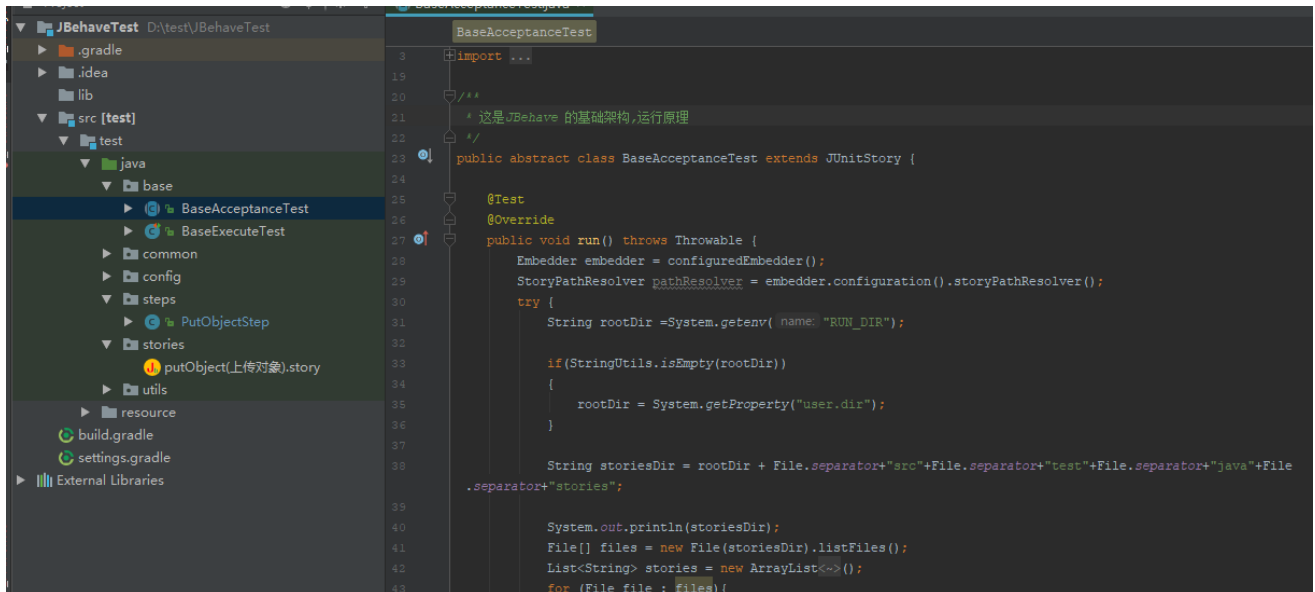 BaseAcceptanceTest.java
JBehaveTest D:\test\JBehaveTest
.gradle
.idea
lib
src [test]
test
java
base
BaseAcceptanceTest
BaseExecuteTest
common
config
steps
PutObjectStep
stories
putObject(上传对象).story
utils
resource
build.gradle
settings.gradle
External Libraries
BaseAcceptanceTest
3 import ...
19
20 /**
21 * 这是JBehave 的基础架构,运行原理
22 */
23 public abstract class BaseAcceptanceTest extends JUnitStory {
24
25 @Test
26 @Override
27 public void run() throws Throwable {
28 Embedder embedder = configuredEmbedder();
29 StoryPathResolver pathResolver = embedder.configuration().storyPathResolver();
30 try {
31 String rootDir =System.getenv( name: "RUN_DIR");
32
33 if(StringUtils.isEmpty(rootDir))
34 {
35 rootDir = System.getProperty("user.dir");
36 }
37
38 String storiesDir = rootDir + File.separator+"src"+File.separator+"test"+File.separator+"java"+File
.separator+"stories";
39
40 System.out.println(storiesDir);
41 File[] files = new File(storiesDir).listFiles();
42 List<String> stories = new ArrayList<~>();
43 for (File file : files){